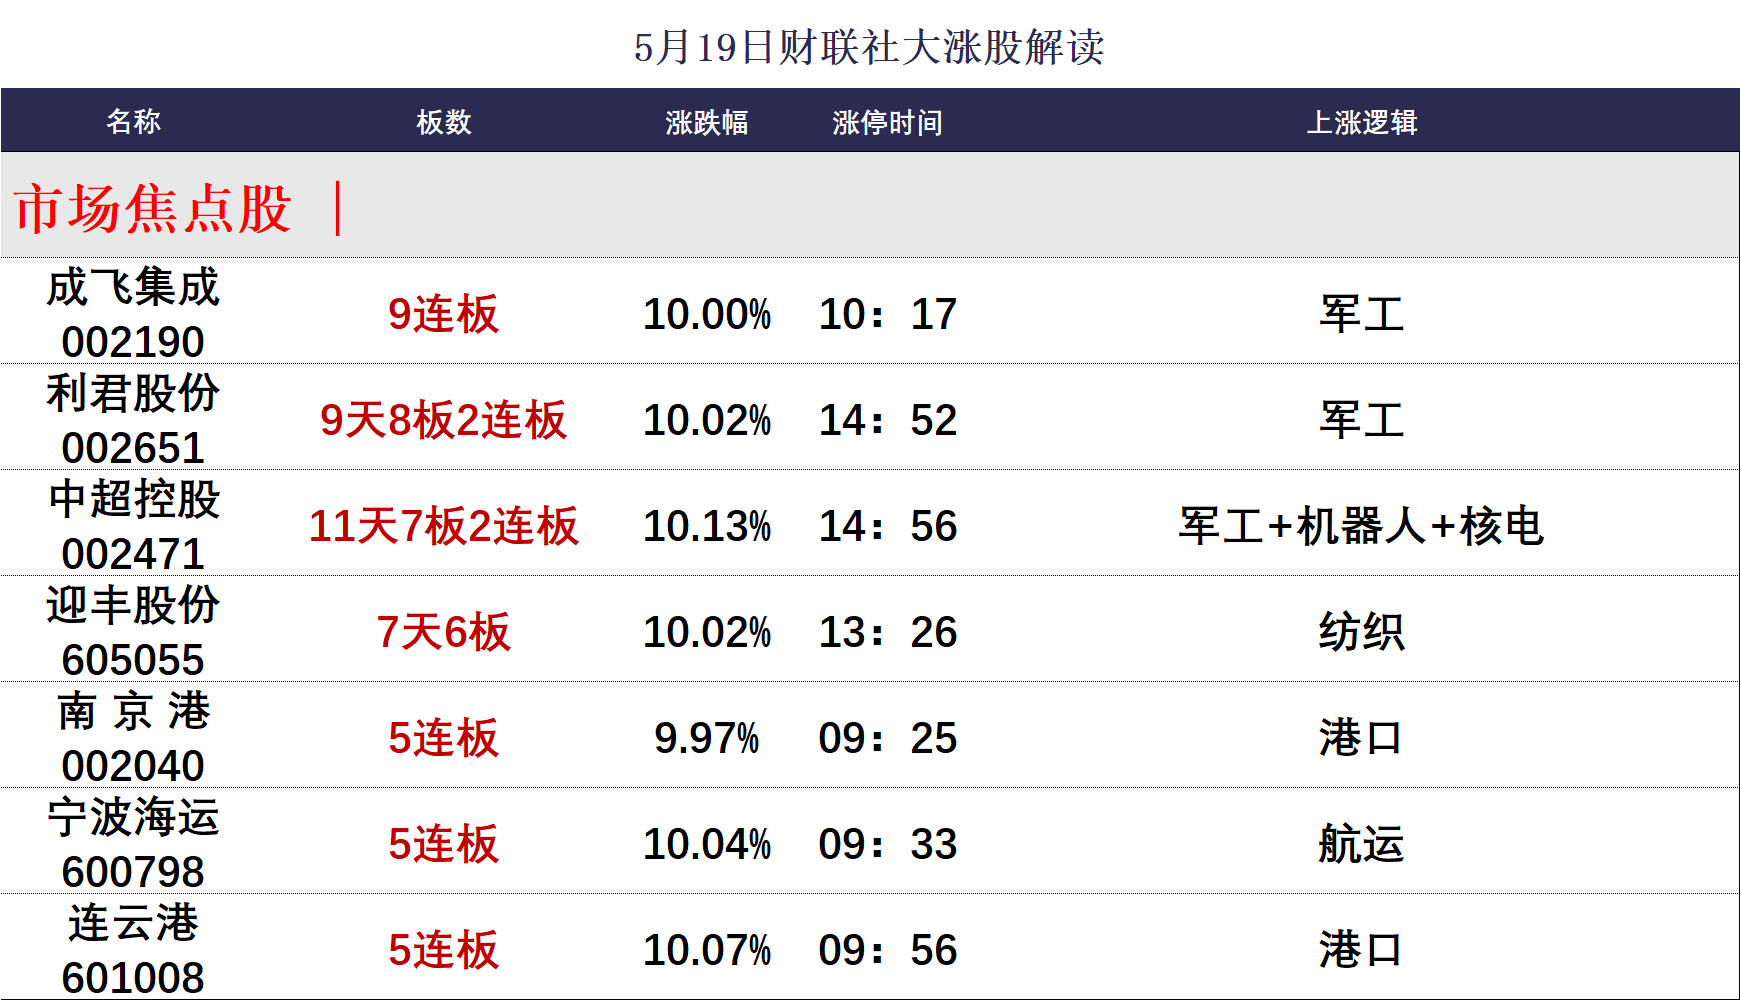 5月19日财联社大涨股解读
名称 板数 涨跌幅 涨停时间 上涨逻辑
市场焦点股 |
成飞集成
002190 9连板 10.00% 10：17 军工
利君股份
002651 9天8板2连板 10.02% 14：52 军工
中超控股
002471 11天7板2连板 10.13% 14：56 军工+机器人+核电
迎丰股份
605055 7天6板 10.02% 13：26 纺织
南 京 港
002040 5连板 9.97% 09：25 港口
宁波海运
600798 5连板 10.04% 09：33 航运
连云港
601008 5连板 10.07% 09：56 港口